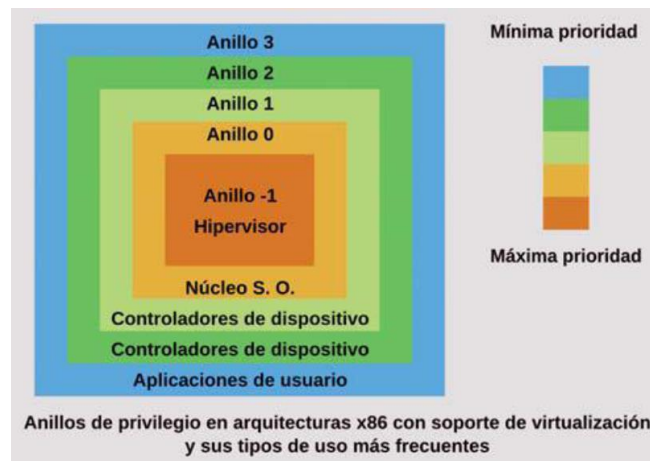 Anillo 3
Anillo 2
Anillo 1
Anillo 0
Anillo -1
Hipervisor
Núcleo S. O.
Controladores de dispositivo
Controladores de dispositivo
Aplicaciones de usuario
Mínima prioridad
Máxima prioridad
Anillos de privilegio en arquitecturas x86 con soporte de virtualización
y sus tipos de uso más frecuentes